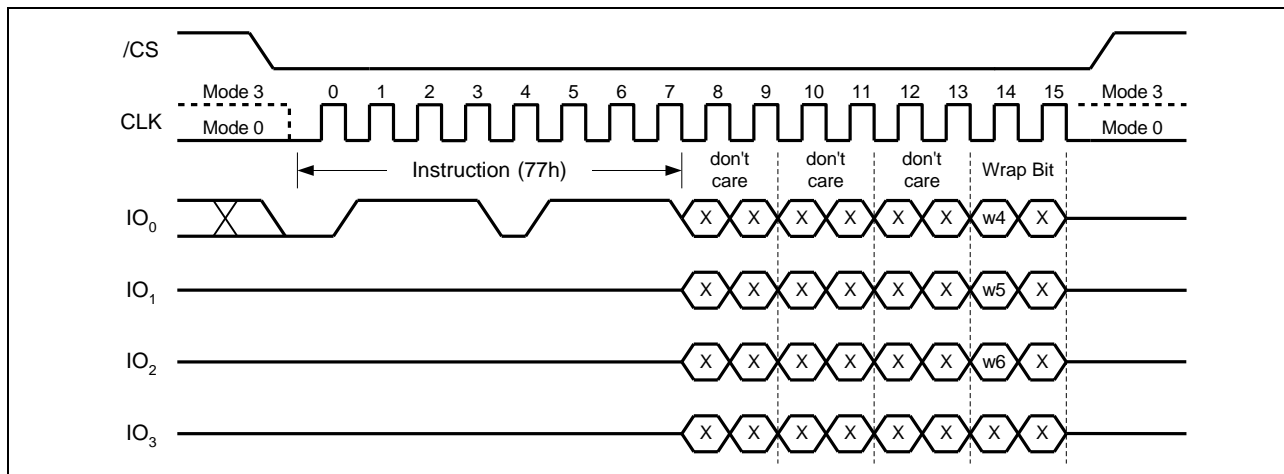 /CS
Mode 3 0 1 2 3 4 5 6 7 8 9 10 11 12 13 14 15 Mode 3
CLK
Mode 0 Mode 0
Instruction (77h) don't care don't care don't care Wrap Bit
IO0 X X X X X X w4 X
IO1 X X X X X X w5 X
IO2 X X X X X X w6 X
IO3 X X X X X X X X